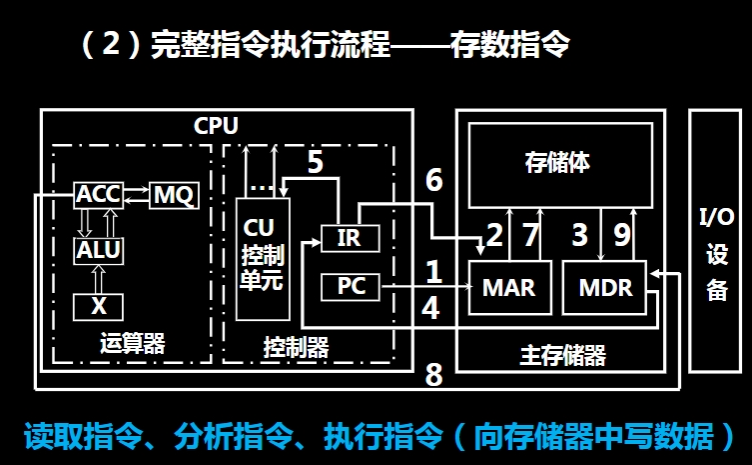 （2）完整指令执行流程——存数指令
CPU
ACC
MQ
ALU
X
运算器
...
5
CU
控制
单元
IR
PC
控制器
6
1
4
8
存储体
2
7
3
9
MAR
MDR
主存储器
I/O
设
备
读取指令、分析指令、执行指令（向存储器中写数据）